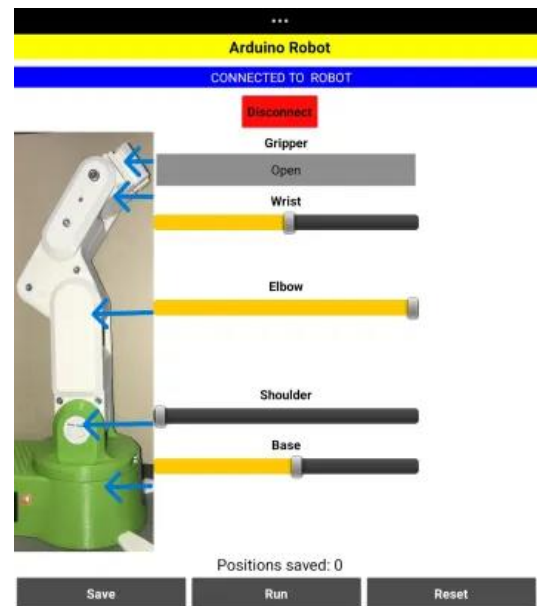 Arduino Robot
CONNECTED TO ROBOT
Disconnect
Gripper
Open
Wrist
Elbow
Shoulder
Base
Positions saved: 0
Save Run Reset